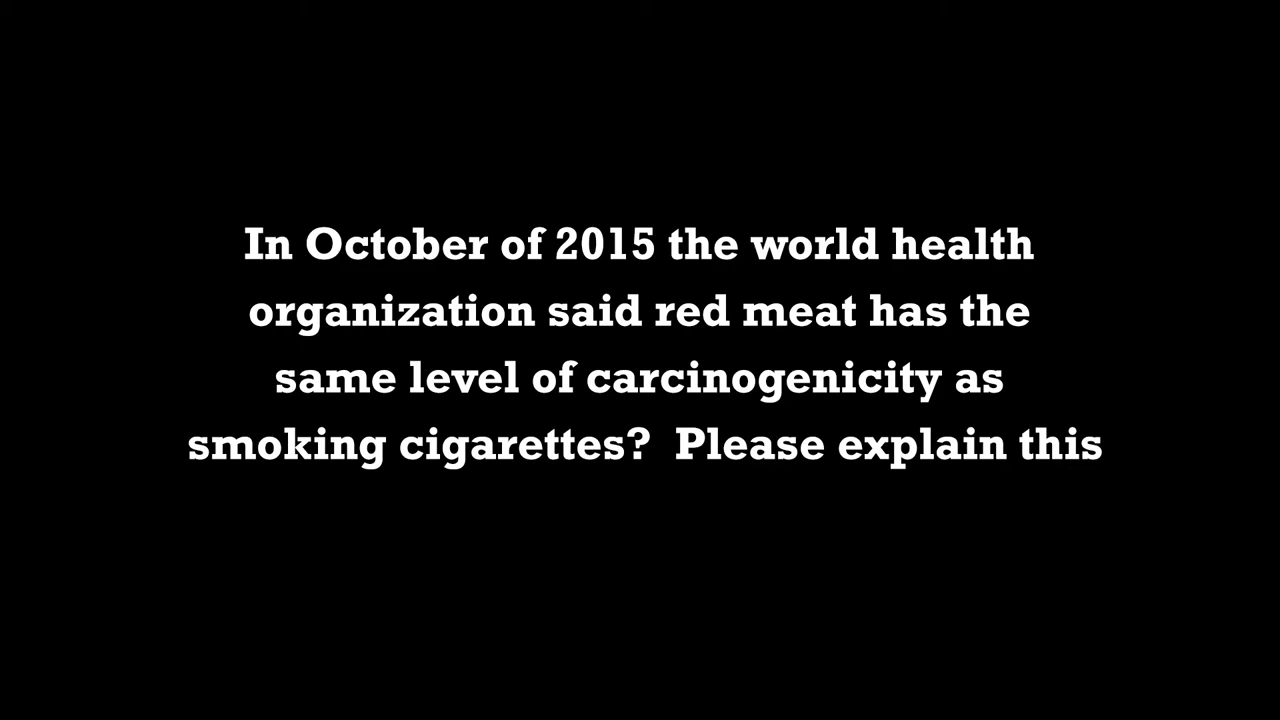 In October of 2015 the world health
organization said red meat has the
same level of carcinogenicity as
smoking cigarettes?  Please explain this